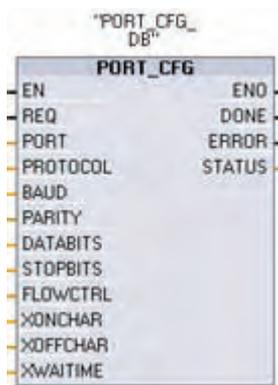 "PORT_CFG_
DB"
PORT_CFG
EN ENO
REQ DONE
PORT ERROR
PROTOCOL STATUS
BAUD
PARITY
DATABITS
STOPBITS
FLOWCTRL
XONCHAR
XOFFCHAR
XWAITIME